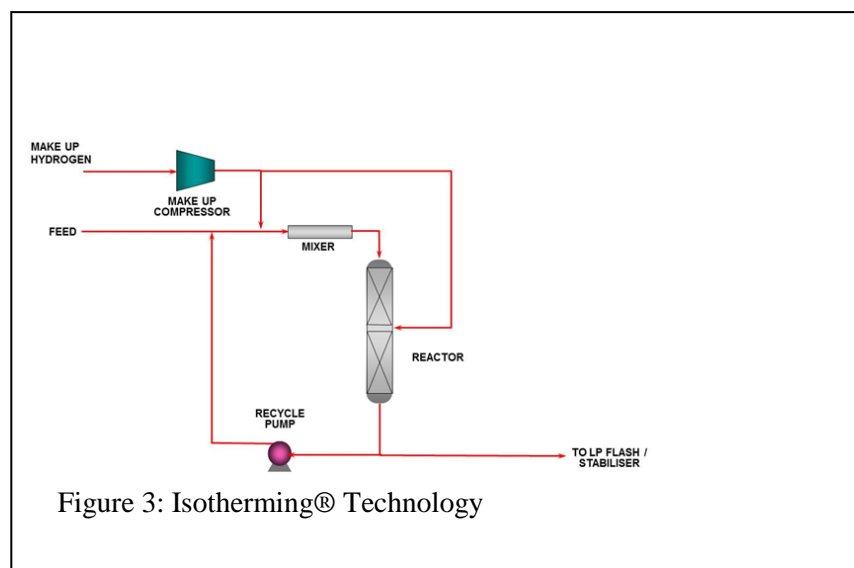 MAKE UP
HYDROGEN
MAKE UP
COMPRESSOR
FEED
MIXER
REACTOR
RECYCLE
PUMP
TO LP FLASH /
STABILISER
Figure 3: Isotherming® Technology